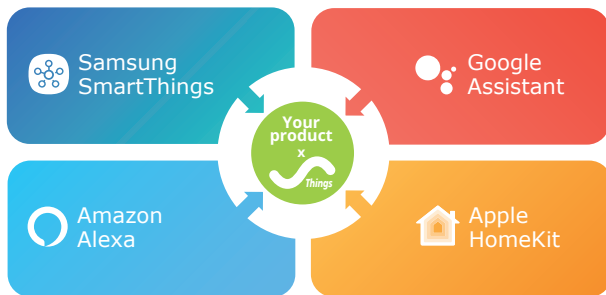 Samsung
SmartThings
Google
Assistant
Your
product
x
Things
Amazon
Alexa
Apple
HomeKit